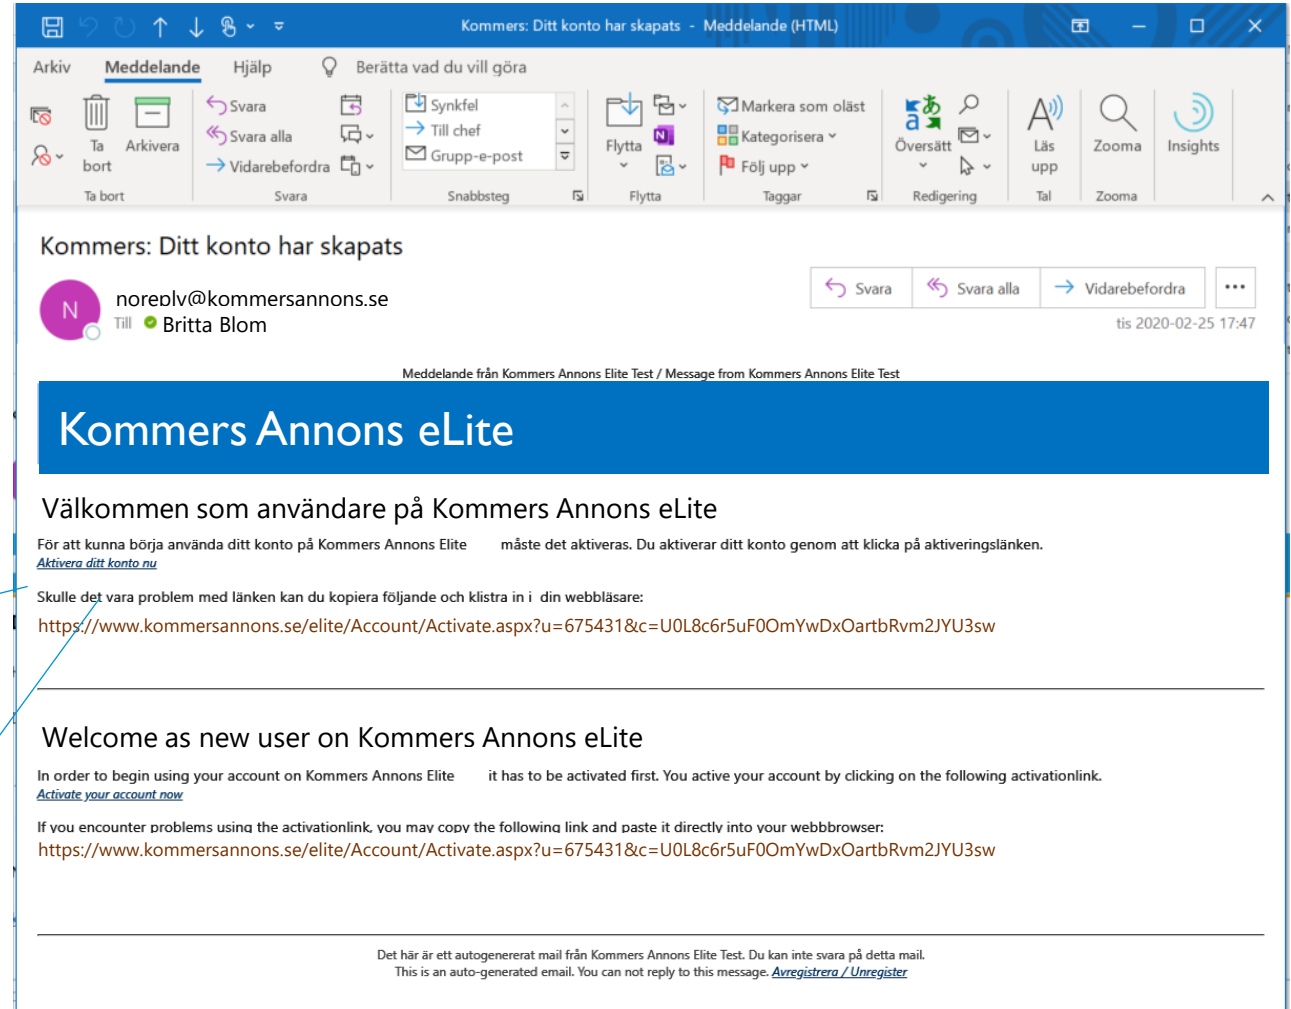 Kommers: Ditt konto har skapats - Meddelande (HTML)
Arkiv Meddelande Hjälp Berätta vad du vill göra
Ta bort
Arkivera
Svara
Svara alla
Vidarebefordra
Synkfel
Till chef
Grupp-e-post
Flytta
Markera som oläst
Kategorisera
Följ upp
Översätt
Läs upp
Zooma
Insights
Ta bort Svara Snabbsteg Flytta Taggar Redigering Tal Zooma
Kommers: Ditt konto har skapats
N
noreply@kommersannons.se
Till Britta Blom
Svara Svara alla Vidarebefordra
tis 2020-02-25 17:47
Meddelande från Kommers Annons Elite Test / Message from Kommers Annons Elite Test
Kommers Annons eLite
Välkommen som användare på Kommers Annons eLite
För att kunna börja använda ditt konto på Kommers Annons Elite måste det aktiveras. Du aktiverar ditt konto genom att klicka på aktiveringslänken.
Aktivera ditt konto nu
Skulle det vara problem med länken kan du kopiera följande och klistra in i din webbläsare:
https://www.kommersannons.se/elite/Account/Activate.aspx?u=675431&c=U0L8c6r5uF0OmYwDxOartbRvm2JYU3sw
Welcome as new user on Kommers Annons eLite
In order to begin using your account on Kommers Annons Elite it has to be activated first. You active your account by clicking on the following activationlink.
Activate your account now
If you encounter problems using the activationlink, you may copy the following link and paste it directly into your webbbrowser:
https://www.kommersannons.se/elite/Account/Activate.aspx?u=675431&c=U0L8c6r5uF0OmYwDxOartbRvm2JYU3sw
Det här är ett autogenererat mail från Kommers Annons Elite Test. Du kan inte svara på detta mail.
This is an auto-generated email. You can not reply to this message. Avregistrera / Unregister